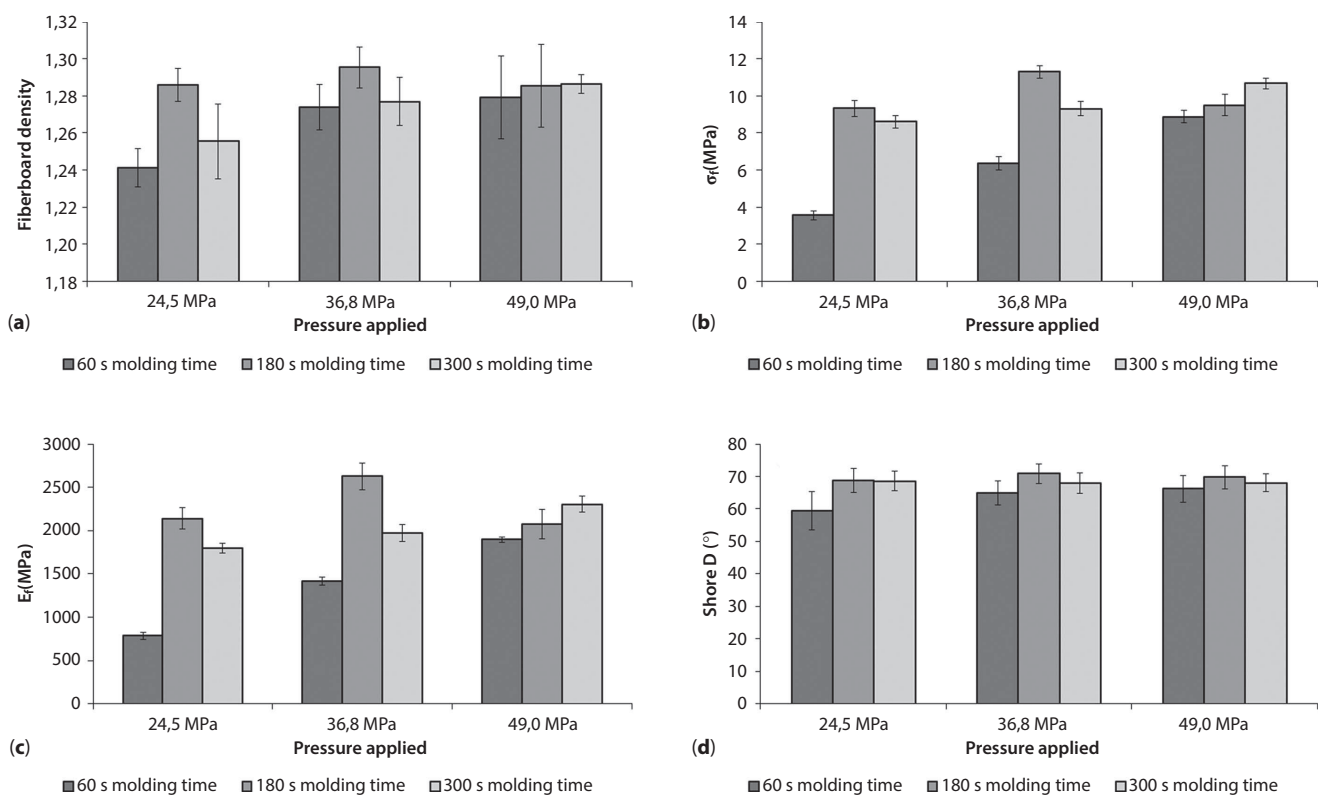 1,32
1,30
1,28
1,26
1,24
1,22
1,20
1,18
Fiberboard density
24,5 MPa 36,8 MPa 49,0 MPa
(a) Pressure applied
60 s molding time 180 s molding time 300 s molding time
14
12
10
8
6
4
2
0
σf(MPa)
24,5 MPa 36,8 MPa 49,0 MPa
(b) Pressure applied
60 s molding time 180 s molding time 300 s molding time
3000
2500
2000
1500
1000
500
0
Ef(MPa)
24,5 MPa 36,8 MPa 49,0 MPa
(c) Pressure applied
60 s molding time 180 s molding time 300 s molding time
80
70
60
50
40
30
20
10
0
Shore D (°)
24,5 MPa 36,8 MPa 49,0 MPa
(d) Pressure applied
60 s molding time 180 s molding time 300 s molding time